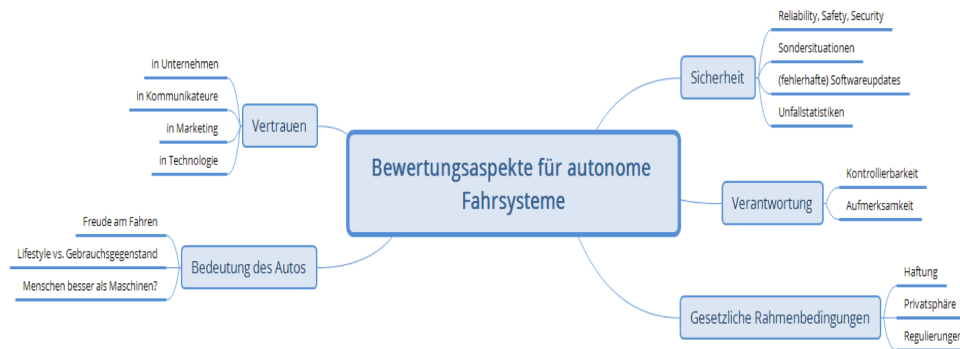 Bewertungsaspekte für autonome
Fahrsysteme
Vertrauen
in Unternehmen
in Kommunikateure
in Marketing
in Technologie
Bedeutung des Autos
Freude am Fahren
Lifestyle vs. Gebrauchsgegenstand
Menschen besser als Maschinen?
Sicherheit
Reliability, Safety, Security
Sondersituationen
(fehlerhafte) Softwareupdates
Unfallstatistiken
Verantwortung
Kontrollierbarkeit
Aufmerksamkeit
Gesetzliche Rahmenbedingungen
Haftung
Privatsphäre
Regulierungen